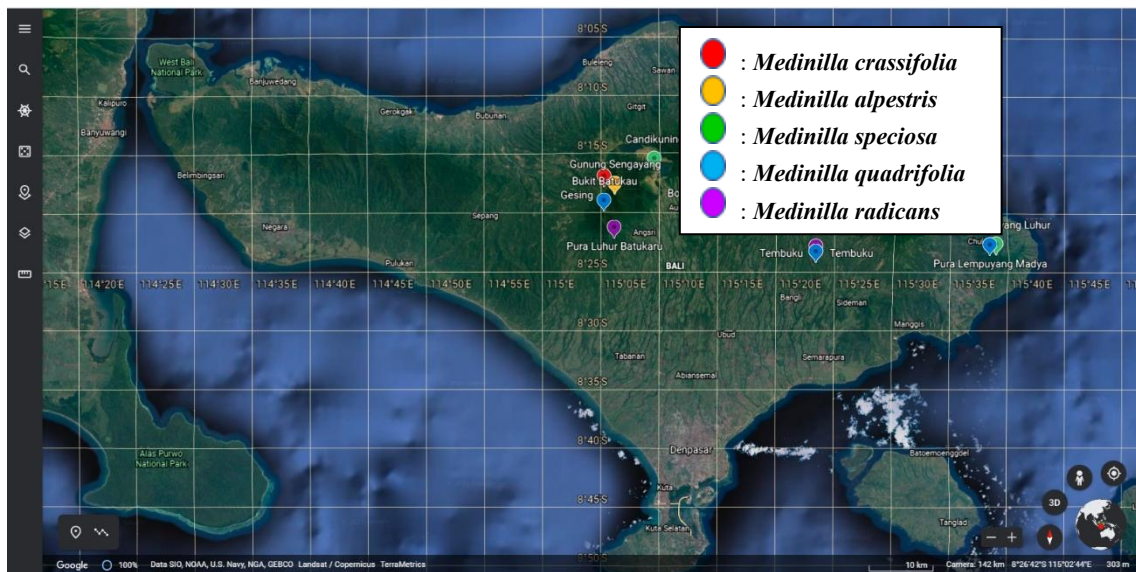 8°05'S
Buleleng
West Bali
National Park
Banjuwedang
Sawan
Kalipuro
8°10'S
Gerokgak
Bubunan
Gitgit
Banyuwangi
Candikuning
8°15'S
Gunung Sengayang
Belimbingsari
Bukit Batukau
Gesing
Sepang
Negara
Angsri
Pura Luhur Batukaru
Pulukan
8°25'S
BALI
Tembuku
Tembuku
Pura Lempuyang Madya
114°20'E
114°25'E
114°30'E
114°35'E
114°40'E
114°45'E
114°50'E
114°55'E
115°E
115°05'E
115°10'E
115°15'E
115°20'E
115°25'E
115°30'E
115°35'E
115°40'E
115°45'E
Bangli
Sideman
8°30'S
Manggis
Ubud
Tabanan
Semarapura
Abiansemal
8°35'S
8°40'S
Denpasar
Alas Purwo
National Park
Batoemoenggoel
Kuta
8°45'S
Kuta Selatan
Tanglad
8°50'S
: Medinilla crassifolia
: Medinilla alpestris
: Medinilla speciosa
: Medinilla quadrifolia
: Medinilla radicans
3D
Google 100% Data SIO, NOAA, U.S. Navy, NGA, GEBCO Landsat / Copernicus TerraMetrics 10 km Camera: 142 km 8°26'42"S 115°02'44"E 303 m